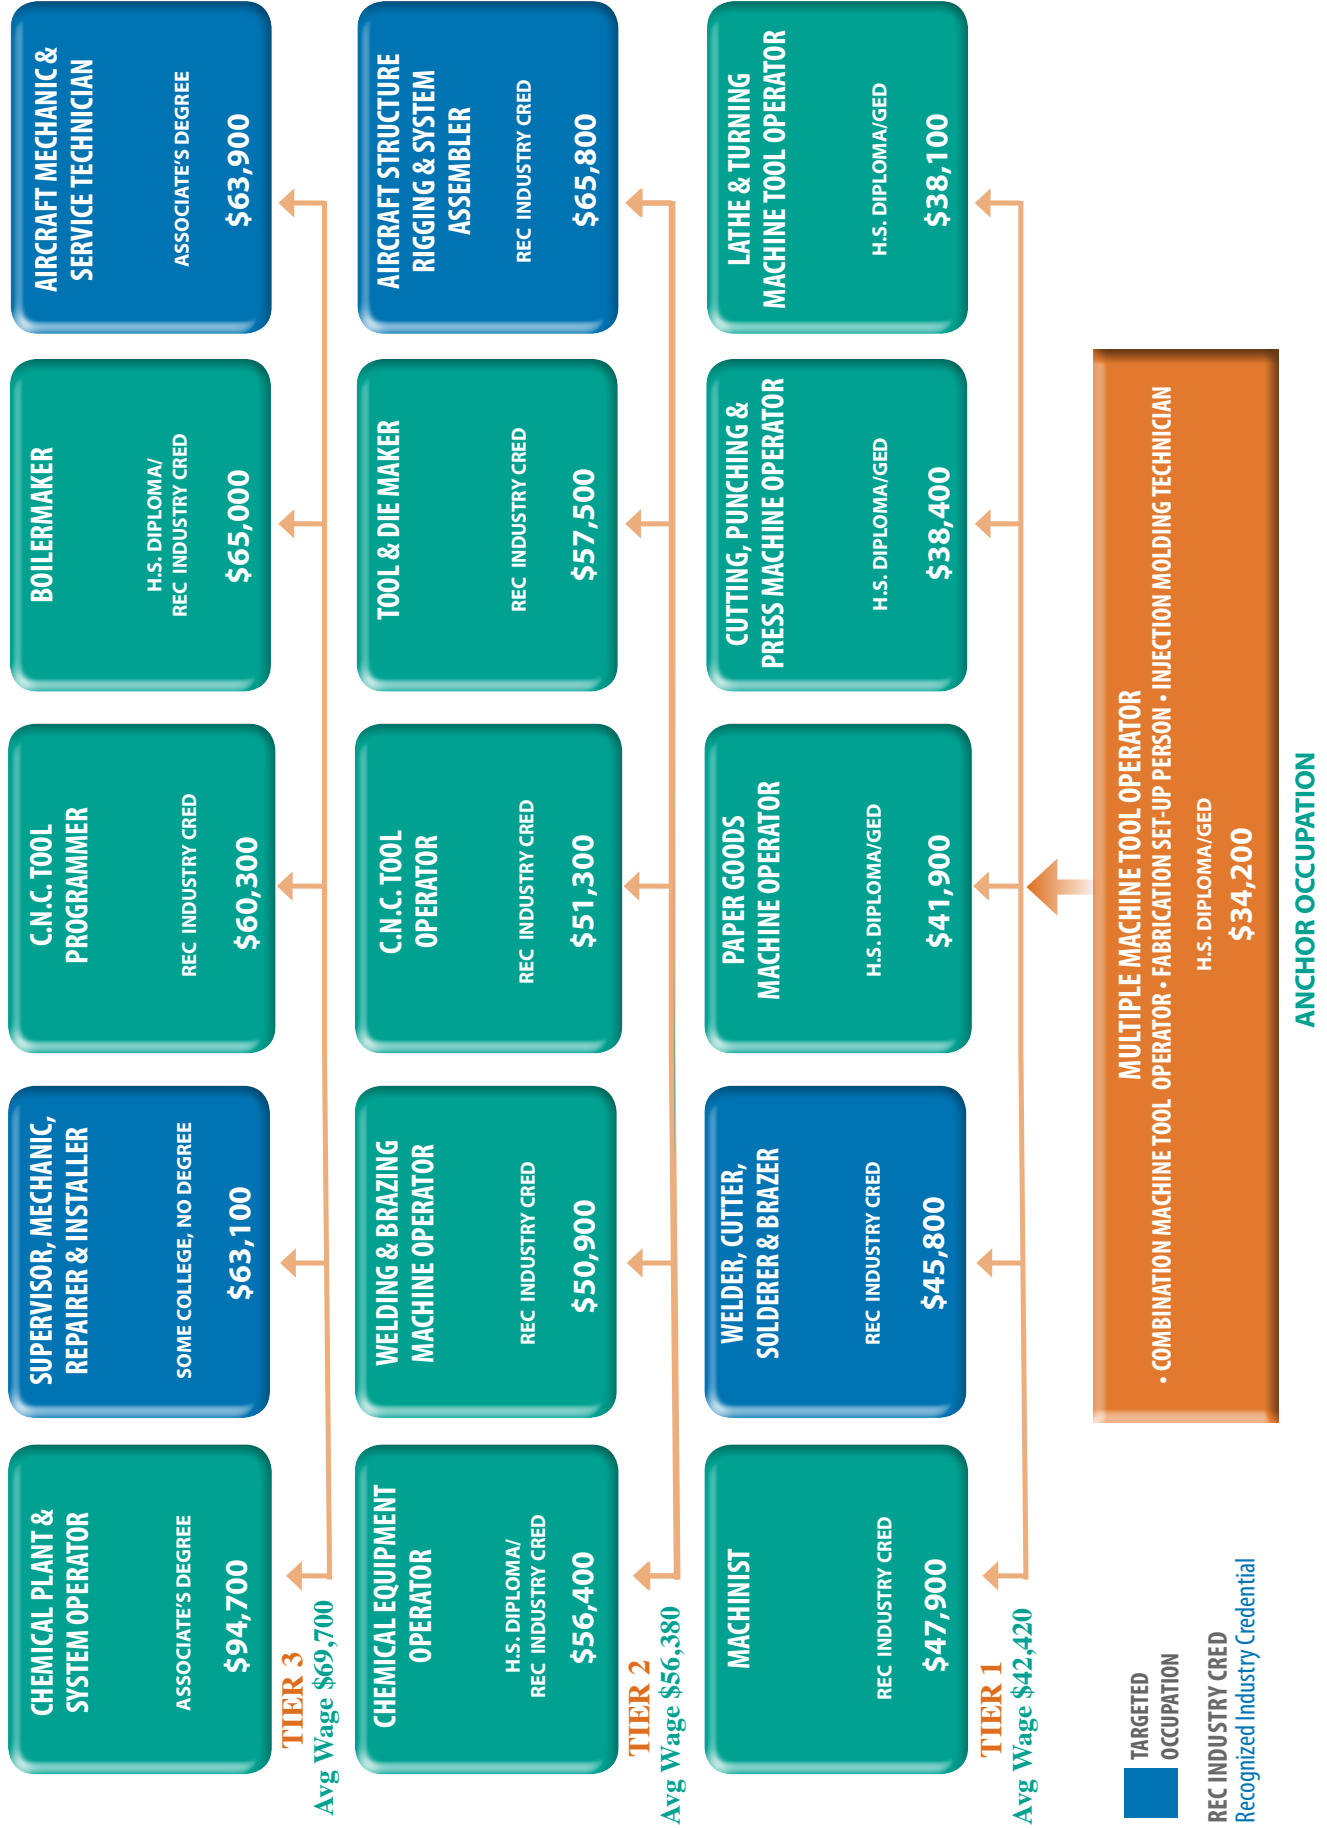 CHEMICAL PLANT &
SYSTEM OPERATOR
ASSOCIATE'S DEGREE
$94,700
SUPERVISOR, MECHANIC,
REPAIRER & INSTALLER
SOME COLLEGE, NO DEGREE
$63,100
C.N.C. TOOL
PROGRAMMER
REC INDUSTRY CRED
$60,300
BOILERMAKER
H.S. DIPLOMA/
REC INDUSTRY CRED
$65,000
AIRCRAFT MECHANIC &
SERVICE TECHNICIAN
ASSOCIATE'S DEGREE
$63,900
TIER 3
Avg Wage $69,700
CHEMICAL EQUIPMENT
OPERATOR
H.S. DIPLOMA/
REC INDUSTRY CRED
$56,400
WELDING & BRAZING
MACHINE OPERATOR
REC INDUSTRY CRED
$50,900
C.N.C. TOOL
OPERATOR
REC INDUSTRY CRED
$51,300
TOOL & DIE MAKER
REC INDUSTRY CRED
$57,500
AIRCRAFT STRUCTURE
RIGGING & SYSTEM
ASSEMBLER
REC INDUSTRY CRED
$65,800
TIER 2
Avg Wage $56,380
MACHINIST
REC INDUSTRY CRED
$47,900
WELDER, CUTTER,
SOLDERER & BRAZER
REC INDUSTRY CRED
$45,800
PAPER GOODS
MACHINE OPERATOR
H.S. DIPLOMA/GED
$41,900
CUTTING, PUNCHING &
PRESS MACHINE OPERATOR
H.S. DIPLOMA/GED
$38,400
LATHE & TURNING
MACHINE TOOL OPERATOR
H.S. DIPLOMA/GED
$38,100
TIER 1
Avg Wage $42,420
MULTIPLE MACHINE TOOL OPERATOR
• COMBINATION MACHINE TOOL OPERATOR • FABRICATION SET-UP PERSON • INJECTION MOLDING TECHNICIAN
H.S. DIPLOMA/GED
$34,200
ANCHOR OCCUPATION
TARGETED
OCCUPATION
REC INDUSTRY CRED
Recognized Industry Credential